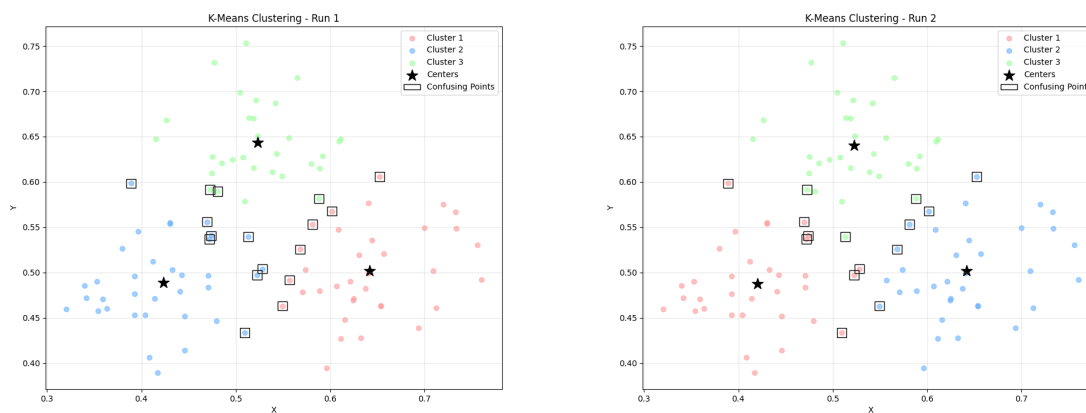 K-Means Clustering - Run 1
Cluster 1
Cluster 2
Cluster 3
Centers
Confusing Points
0.75
0.70
0.65
0.60
0.55
0.50
0.45
0.40
Y
0.3 0.4 0.5 0.6 0.7
X
K-Means Clustering - Run 2
Cluster 1
Cluster 2
Cluster 3
Centers
Confusing Points
0.75
0.70
0.65
0.60
0.55
0.50
0.45
0.40
Y
0.3 0.4 0.5 0.6 0.7
X